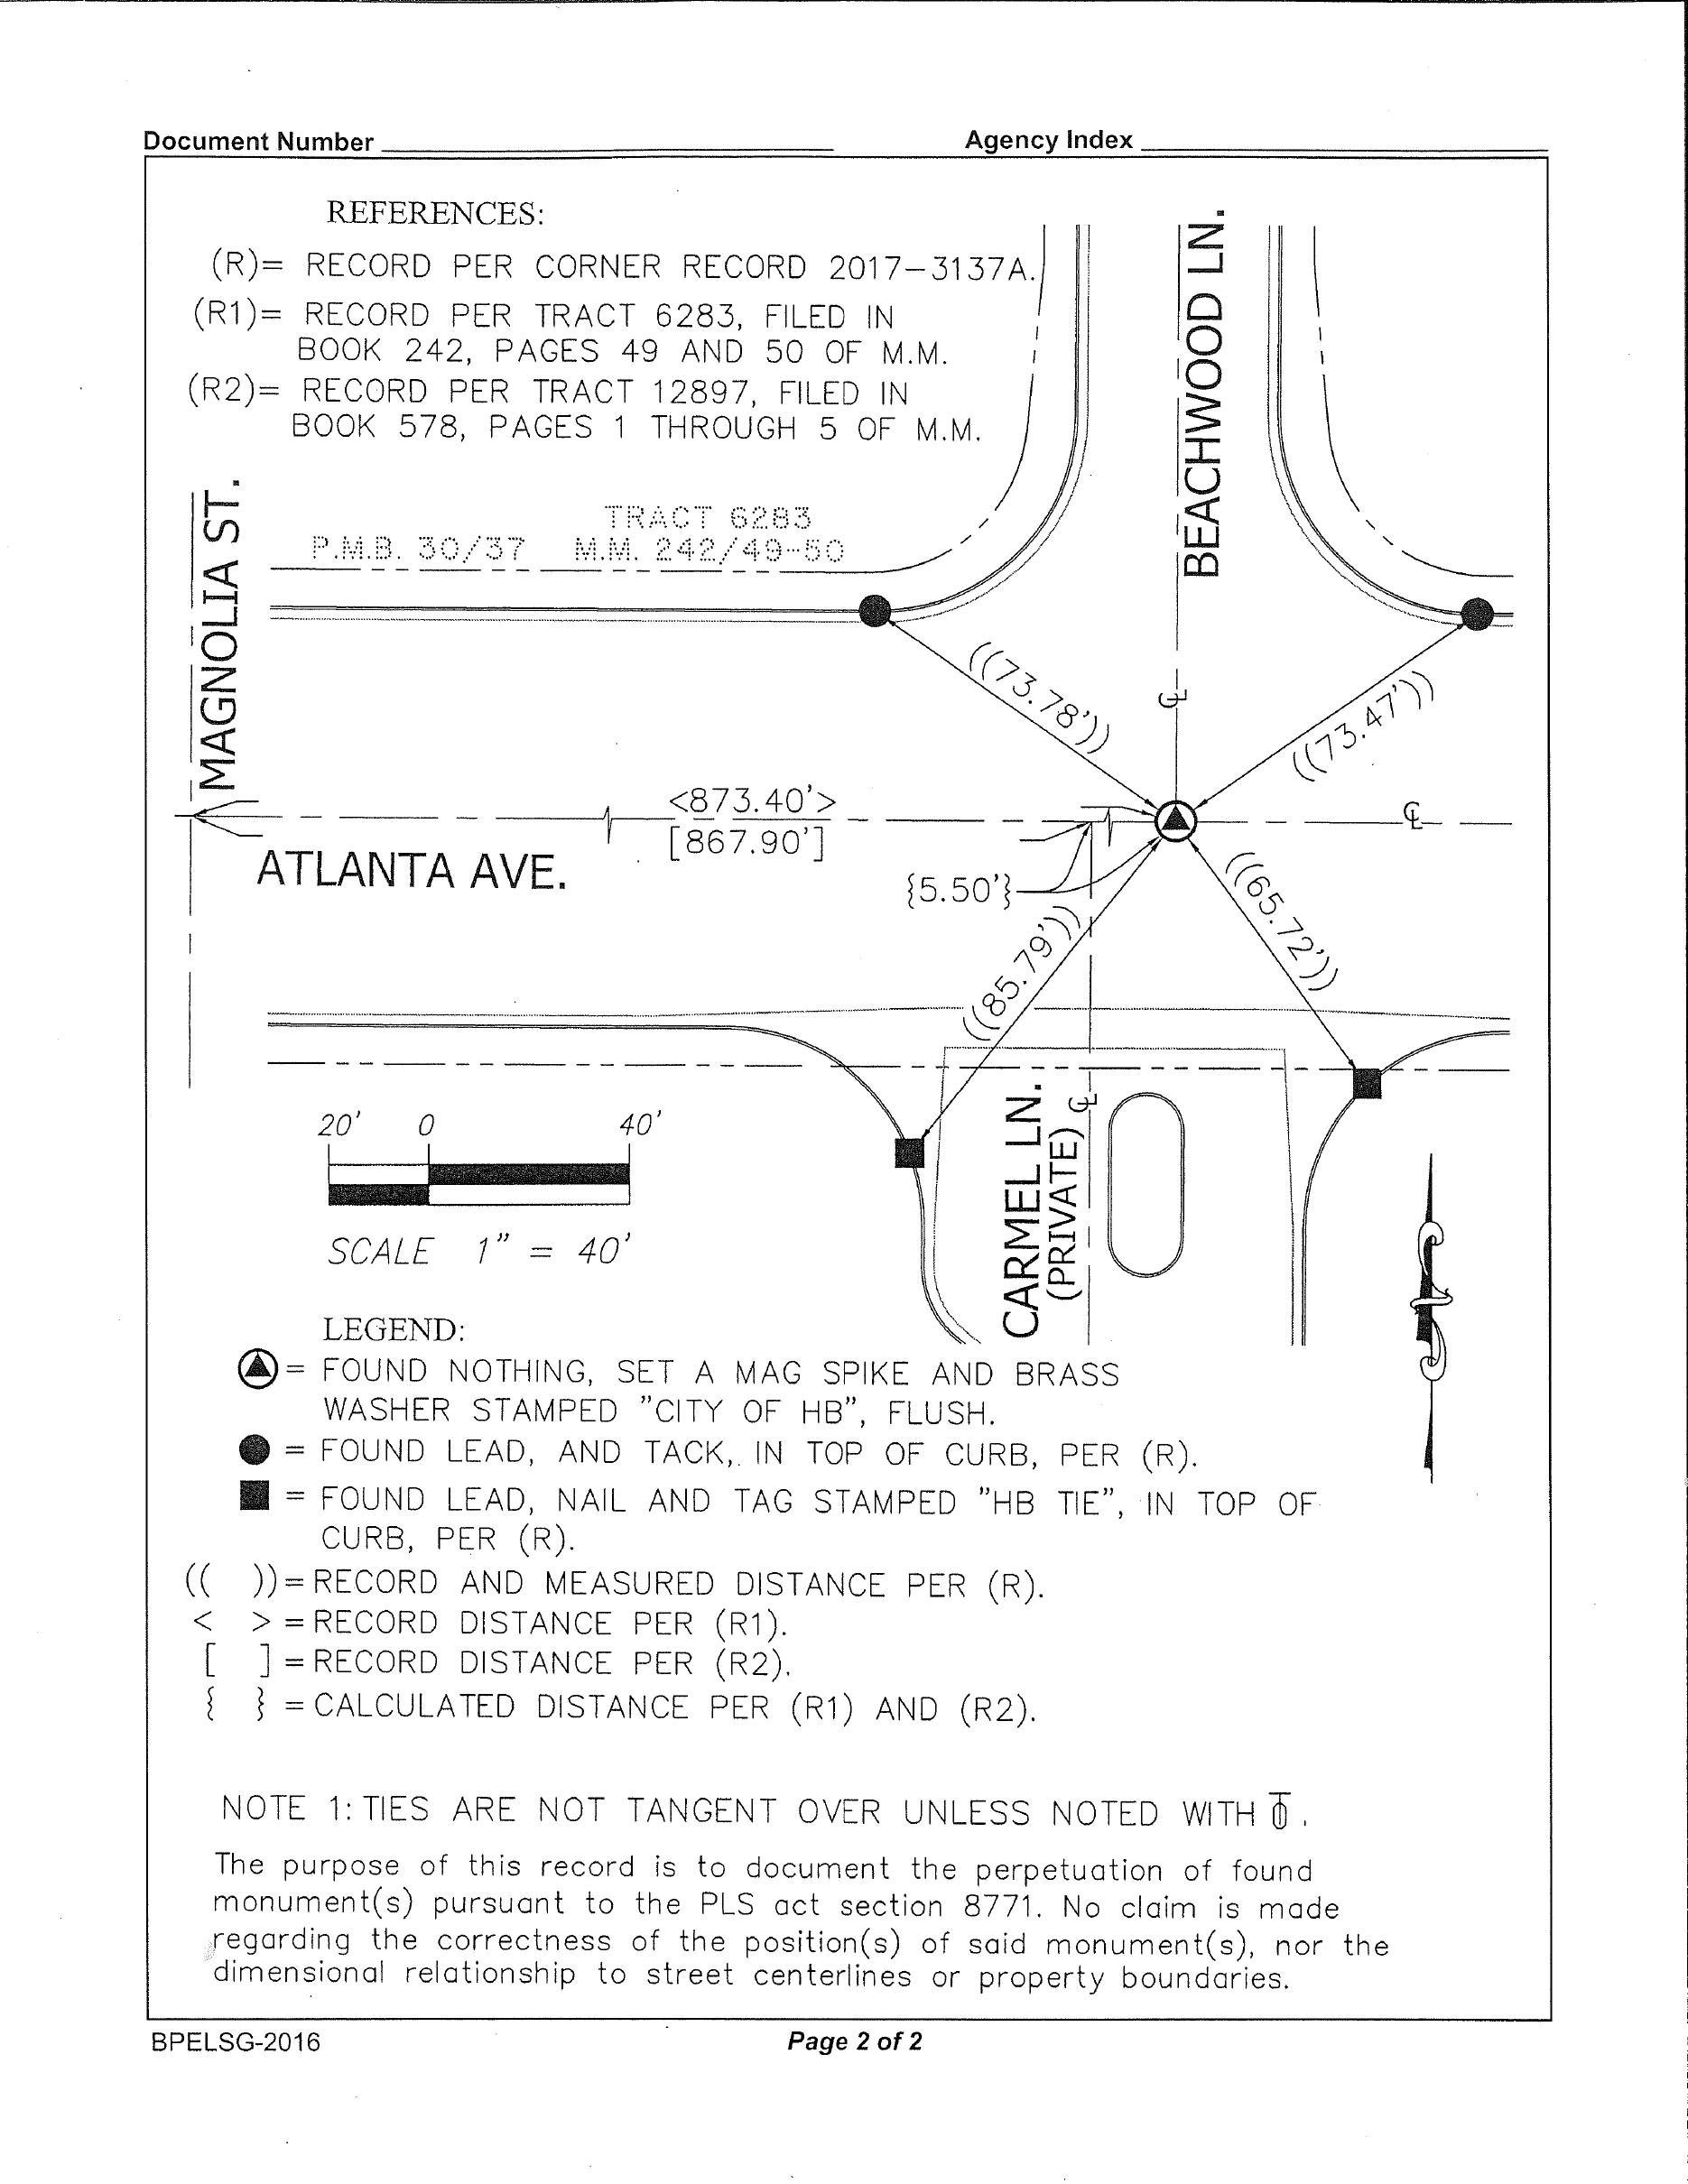 Document Number
Agency Index
REFERENCES:
(R)= RECORD PER CORNER RECORD 2017-3137A.
(R1)= RECORD PER TRACT 6283, FILED IN
BOOK 242, PAGES 49 AND 50 OF M.M.
(R2)= RECORD PER TRACT 12897, FILED IN
BOOK 578, PAGES 1 THROUGH 5 OF M.M.
BEACHWOOD LN.
MAGNOLIA ST.
TRACT 6283
P.M.B. 30/37 M.M. 242/49-50
((73.78'))
((73.47'))
℄
<873.40'>
[867.90']
℄
ATLANTA AVE.
{5.50'}
((85.79'))
((65.72'))
CARMEL LN.
(PRIVATE)
℄
20' 0 40'
SCALE 1" = 40'
LEGEND:
= FOUND NOTHING, SET A MAG SPIKE AND BRASS
WASHER STAMPED "CITY OF HB", FLUSH.
= FOUND LEAD, AND TACK, IN TOP OF CURB, PER (R).
= FOUND LEAD, NAIL AND TAG STAMPED "HB TIE", IN TOP OF
CURB, PER (R).
(( ))= RECORD AND MEASURED DISTANCE PER (R).
< > = RECORD DISTANCE PER (R1).
[ ] = RECORD DISTANCE PER (R2).
{ } = CALCULATED DISTANCE PER (R1) AND (R2).
NOTE 1: TIES ARE NOT TANGENT OVER UNLESS NOTED WITH .
The purpose of this record is to document the perpetuation of found
monument(s) pursuant to the PLS act section 8771. No claim is made
regarding the correctness of the position(s) of said monument(s), nor the
dimensional relationship to street centerlines or property boundaries.
BPELSG-2016
Page 2 of 2